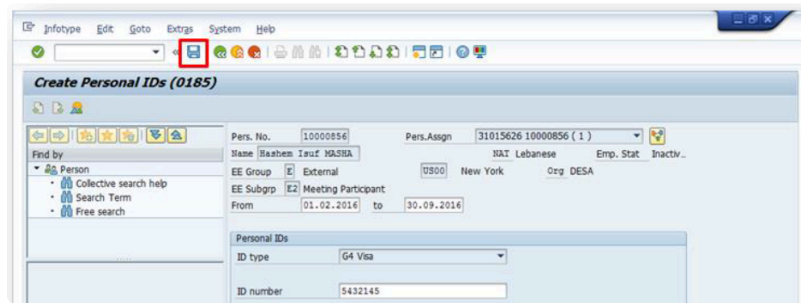 Infotype Edit Goto Extras System Help
Create Personal IDs (0185)
Find by
Person
Collective search help
Search Term
Free search
Pers. No. 10000856 Pers.Assgn 31015626 10000856 ( 1 )
Name Hashem Isuf MASHA NAT Lebanese Emp. Stat Inactiv..
EE Group E External US00 New York Org DESA
EE Subgrp E2 Meeting Participant
From 01.02.2016 to 30.09.2016
Personal IDs
ID type G4 Visa
ID number 5432145